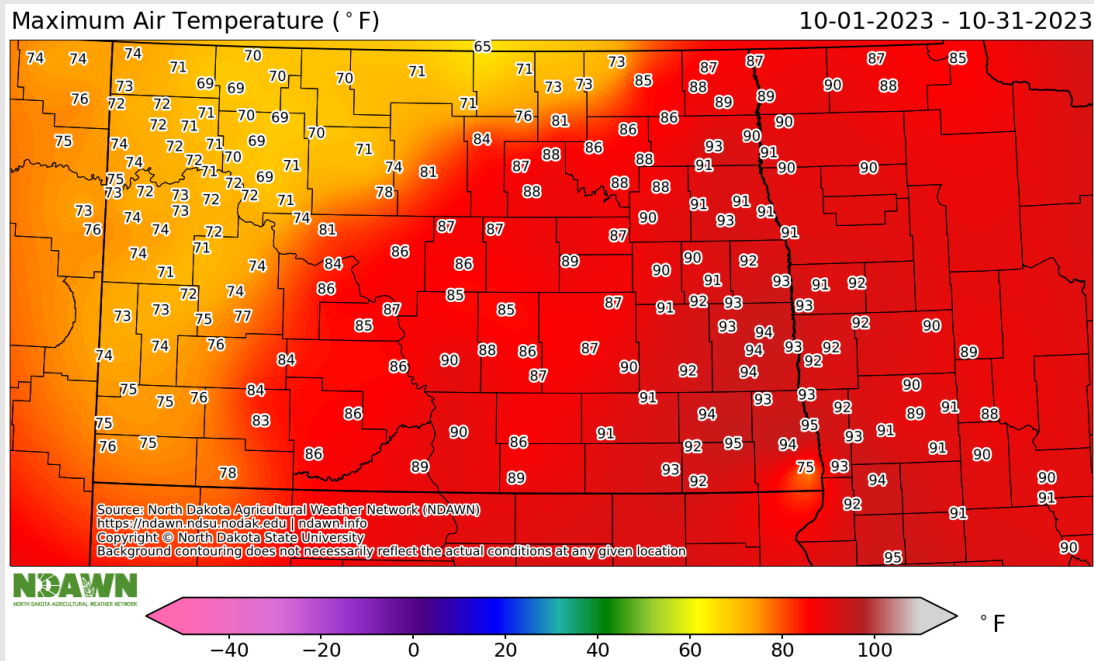 Maximum Air Temperature (°F)
10-01-2023 - 10-31-2023
65
74 74 74 71 70 70 70 71 71 73 87 87 87 85
76 73 69 69 73 73 85 88 89 89 90 88
72 72 71 70 69 71 76 81 86 86 90
75 72 71 70 84 86 93 90
74 72 71 69 71 88 88 91 91
74 72 70 71 74 81 87 90 90
75 71 72 69 78 88 88 88
73 72 73 72 72 71 91 91
73 74 73 74 90 93 91
76 74 72 81 87 87 87 91
74 71 86 89 90 92
71 74 84 86 90 91 93 91 92
72 74 86 85 87 92 93 93
73 73 75 77 87 85 91 92
85 93 94 90
74 74 76 84 90 88 86 87 94 93 92 89
86 87 90 92 94 92
75 75 76 84 91 93 93 90
75 83 86 94 92 89 91 88
76 75 90 86 91 92 95 94 95 93 91
86 91 90
78 89 89 93 92 75 93 94 90
92 91 91
95 90
Source: North Dakota Agricultural Weather Network (NDAWN)
https://ndawn.ndsu.nodak.edu | ndawn.info
Copyright © North Dakota State University
Background contouring does not necessarily reflect the actual conditions at any given location
NDAWN
NORTH DAKOTA AGRICULTURAL WEATHER NETWORK
−40 −20 0 20 40 60 80 100
°F